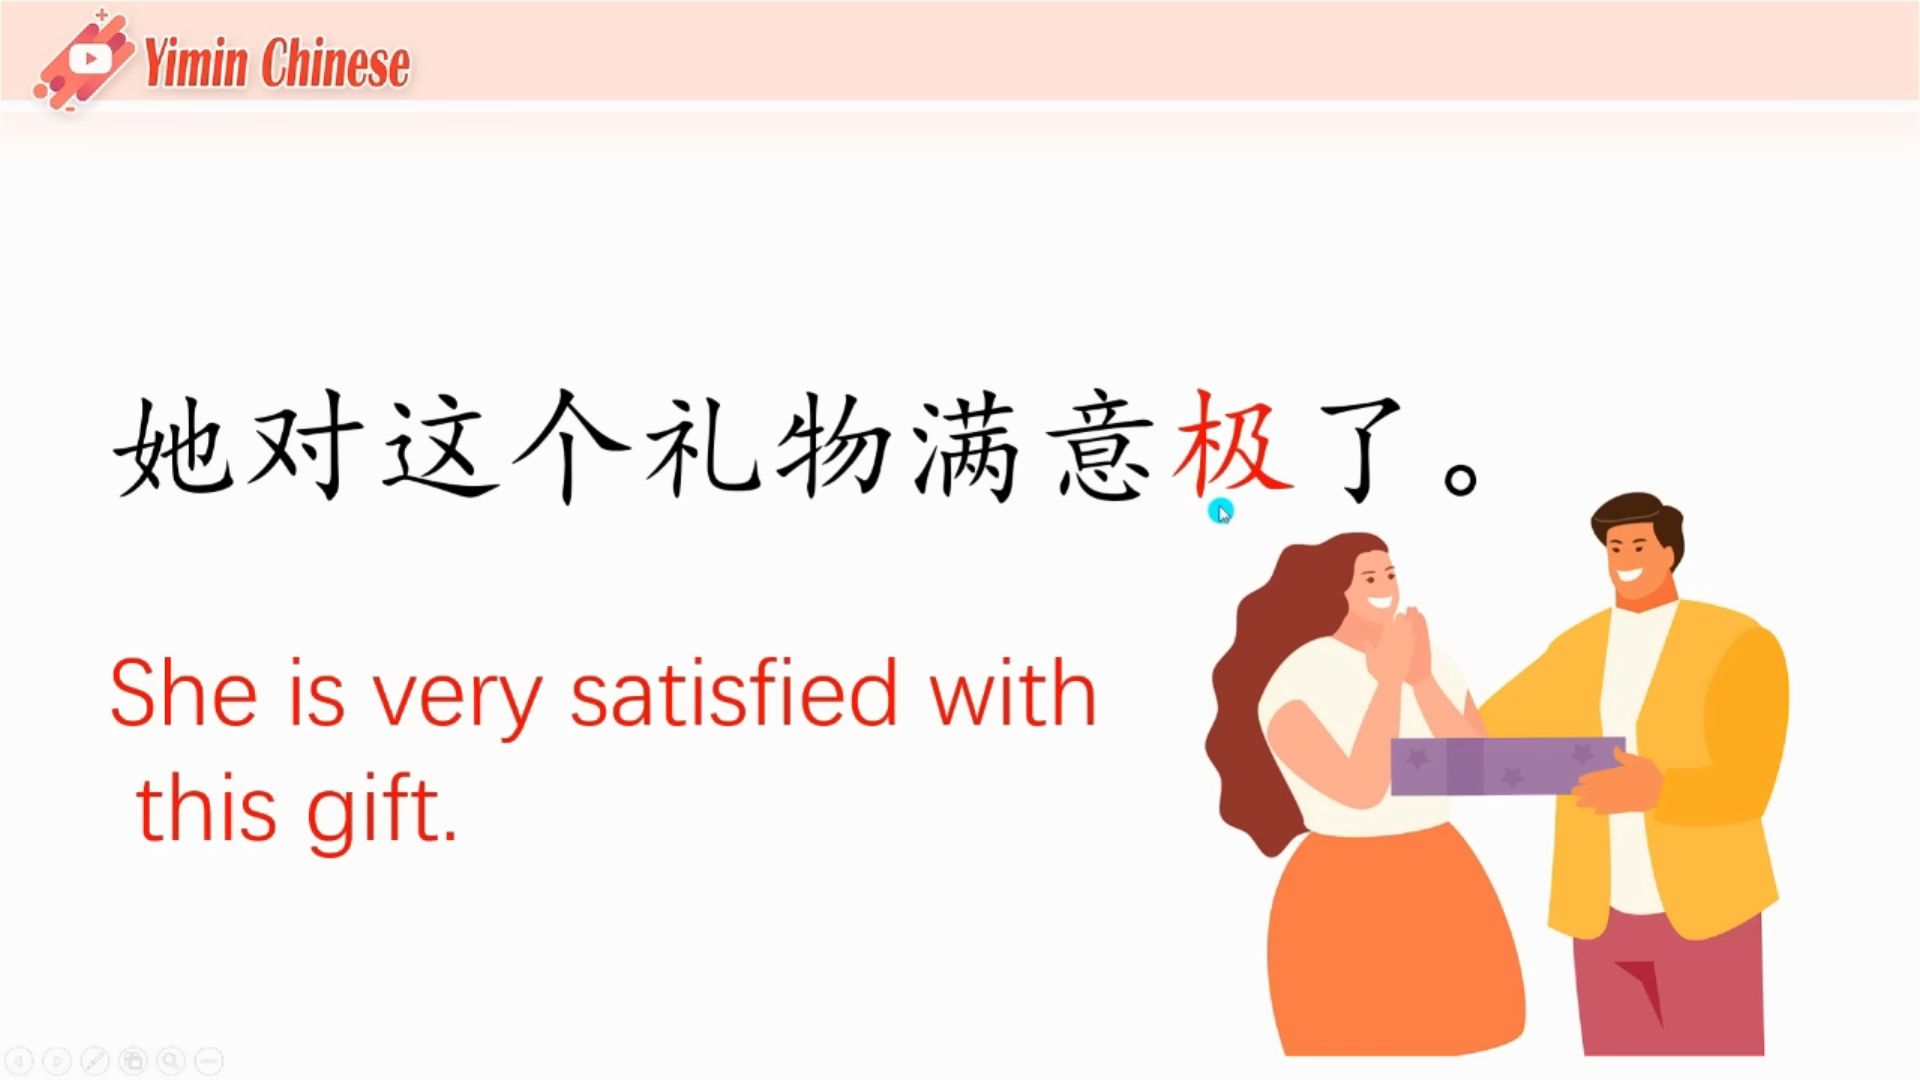 Yimin Chinese
她对这个礼物满意极了。
She is very satisfied with
this gift.